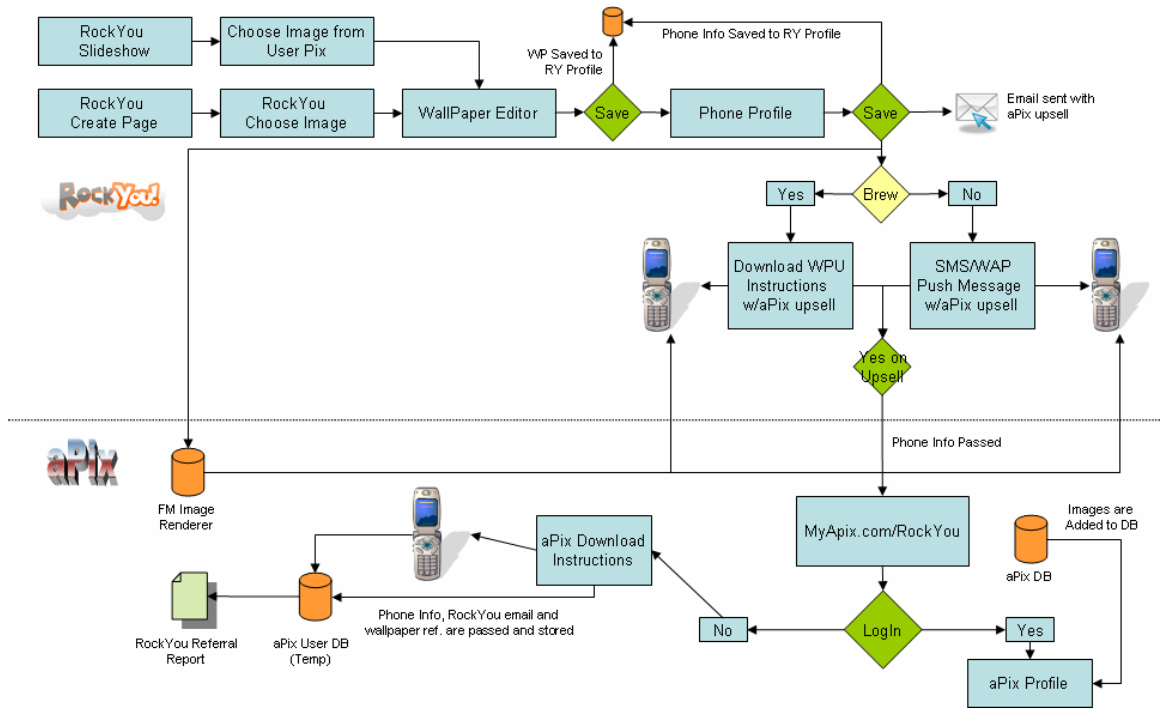 RockYou
Slideshow
Choose Image from
User Pix
Phone Info Saved to RY Profile
WP Saved to
RY Profile
RockYou
Create Page
RockYou
Choose Image
WallPaper Editor
Save
Phone Profile
Save
Email sent with
aPix upsell
RockYou!
Yes
Brew
No
Download WPU
Instructions
w/aPix upsell
SMS/WAP
Push Message
w/aPix upsell
Yes on
Upsell
aPix
Phone Info Passed
FM Image
Renderer
MyApix.com/RockYou
Images are
Added to DB
aPix DB
aPix Download
Instructions
Phone Info, RockYou email and
wallpaper ref. are passed and stored
RockYou Referral
Report
aPix User DB
(Temp)
No
LogIn
Yes
aPix Profile